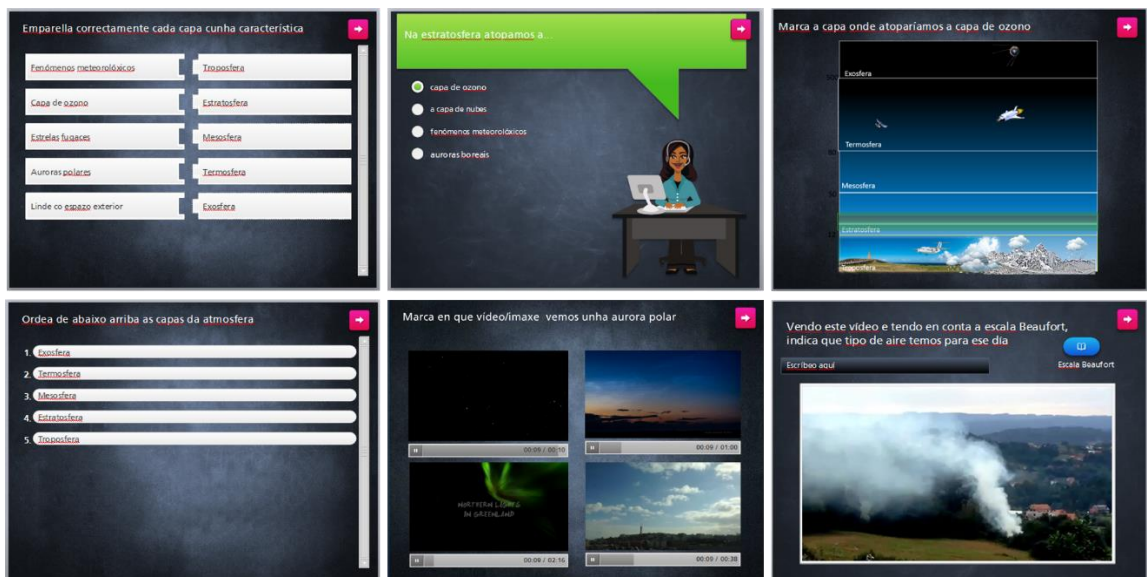 Emparella correctamente cada capa cunha característica
Fenómenos meteorolóxicos
Troposfera
Capa de ozono
Estratosfera
Estrelas fugaces
Mesosfera
Auroras polares
Termosfera
Linde co espazo exterior
Exosfera
Na estratosfera atopamos a...
capa de ozono
a capa de nubes
fenómenos meteorolóxicos
auroras boreais
Marca a capa onde atoparíamos a capa de ozono
Exosfera
500
Termosfera
80
Mesosfera
50
Estratosfera
12
Troposfera
Ordea de abaixo arriba as capas da atmosfera
1. Exosfera
2. Termosfera
3. Mesosfera
4. Estratosfera
5. Troposfera
Marca en que vídeo/imaxe vemos unha aurora polar
00:09 / 00:10
00:09 / 01:00
NORTHERN LIGHTS
IN GREENLAND
00:08 / 02:16
00:00 / 00:38
Vendo este vídeo e tendo en conta a escala Beaufort,
indica que tipo de aire temos para ese día
Escríbeo aquí
Escala Beaufort